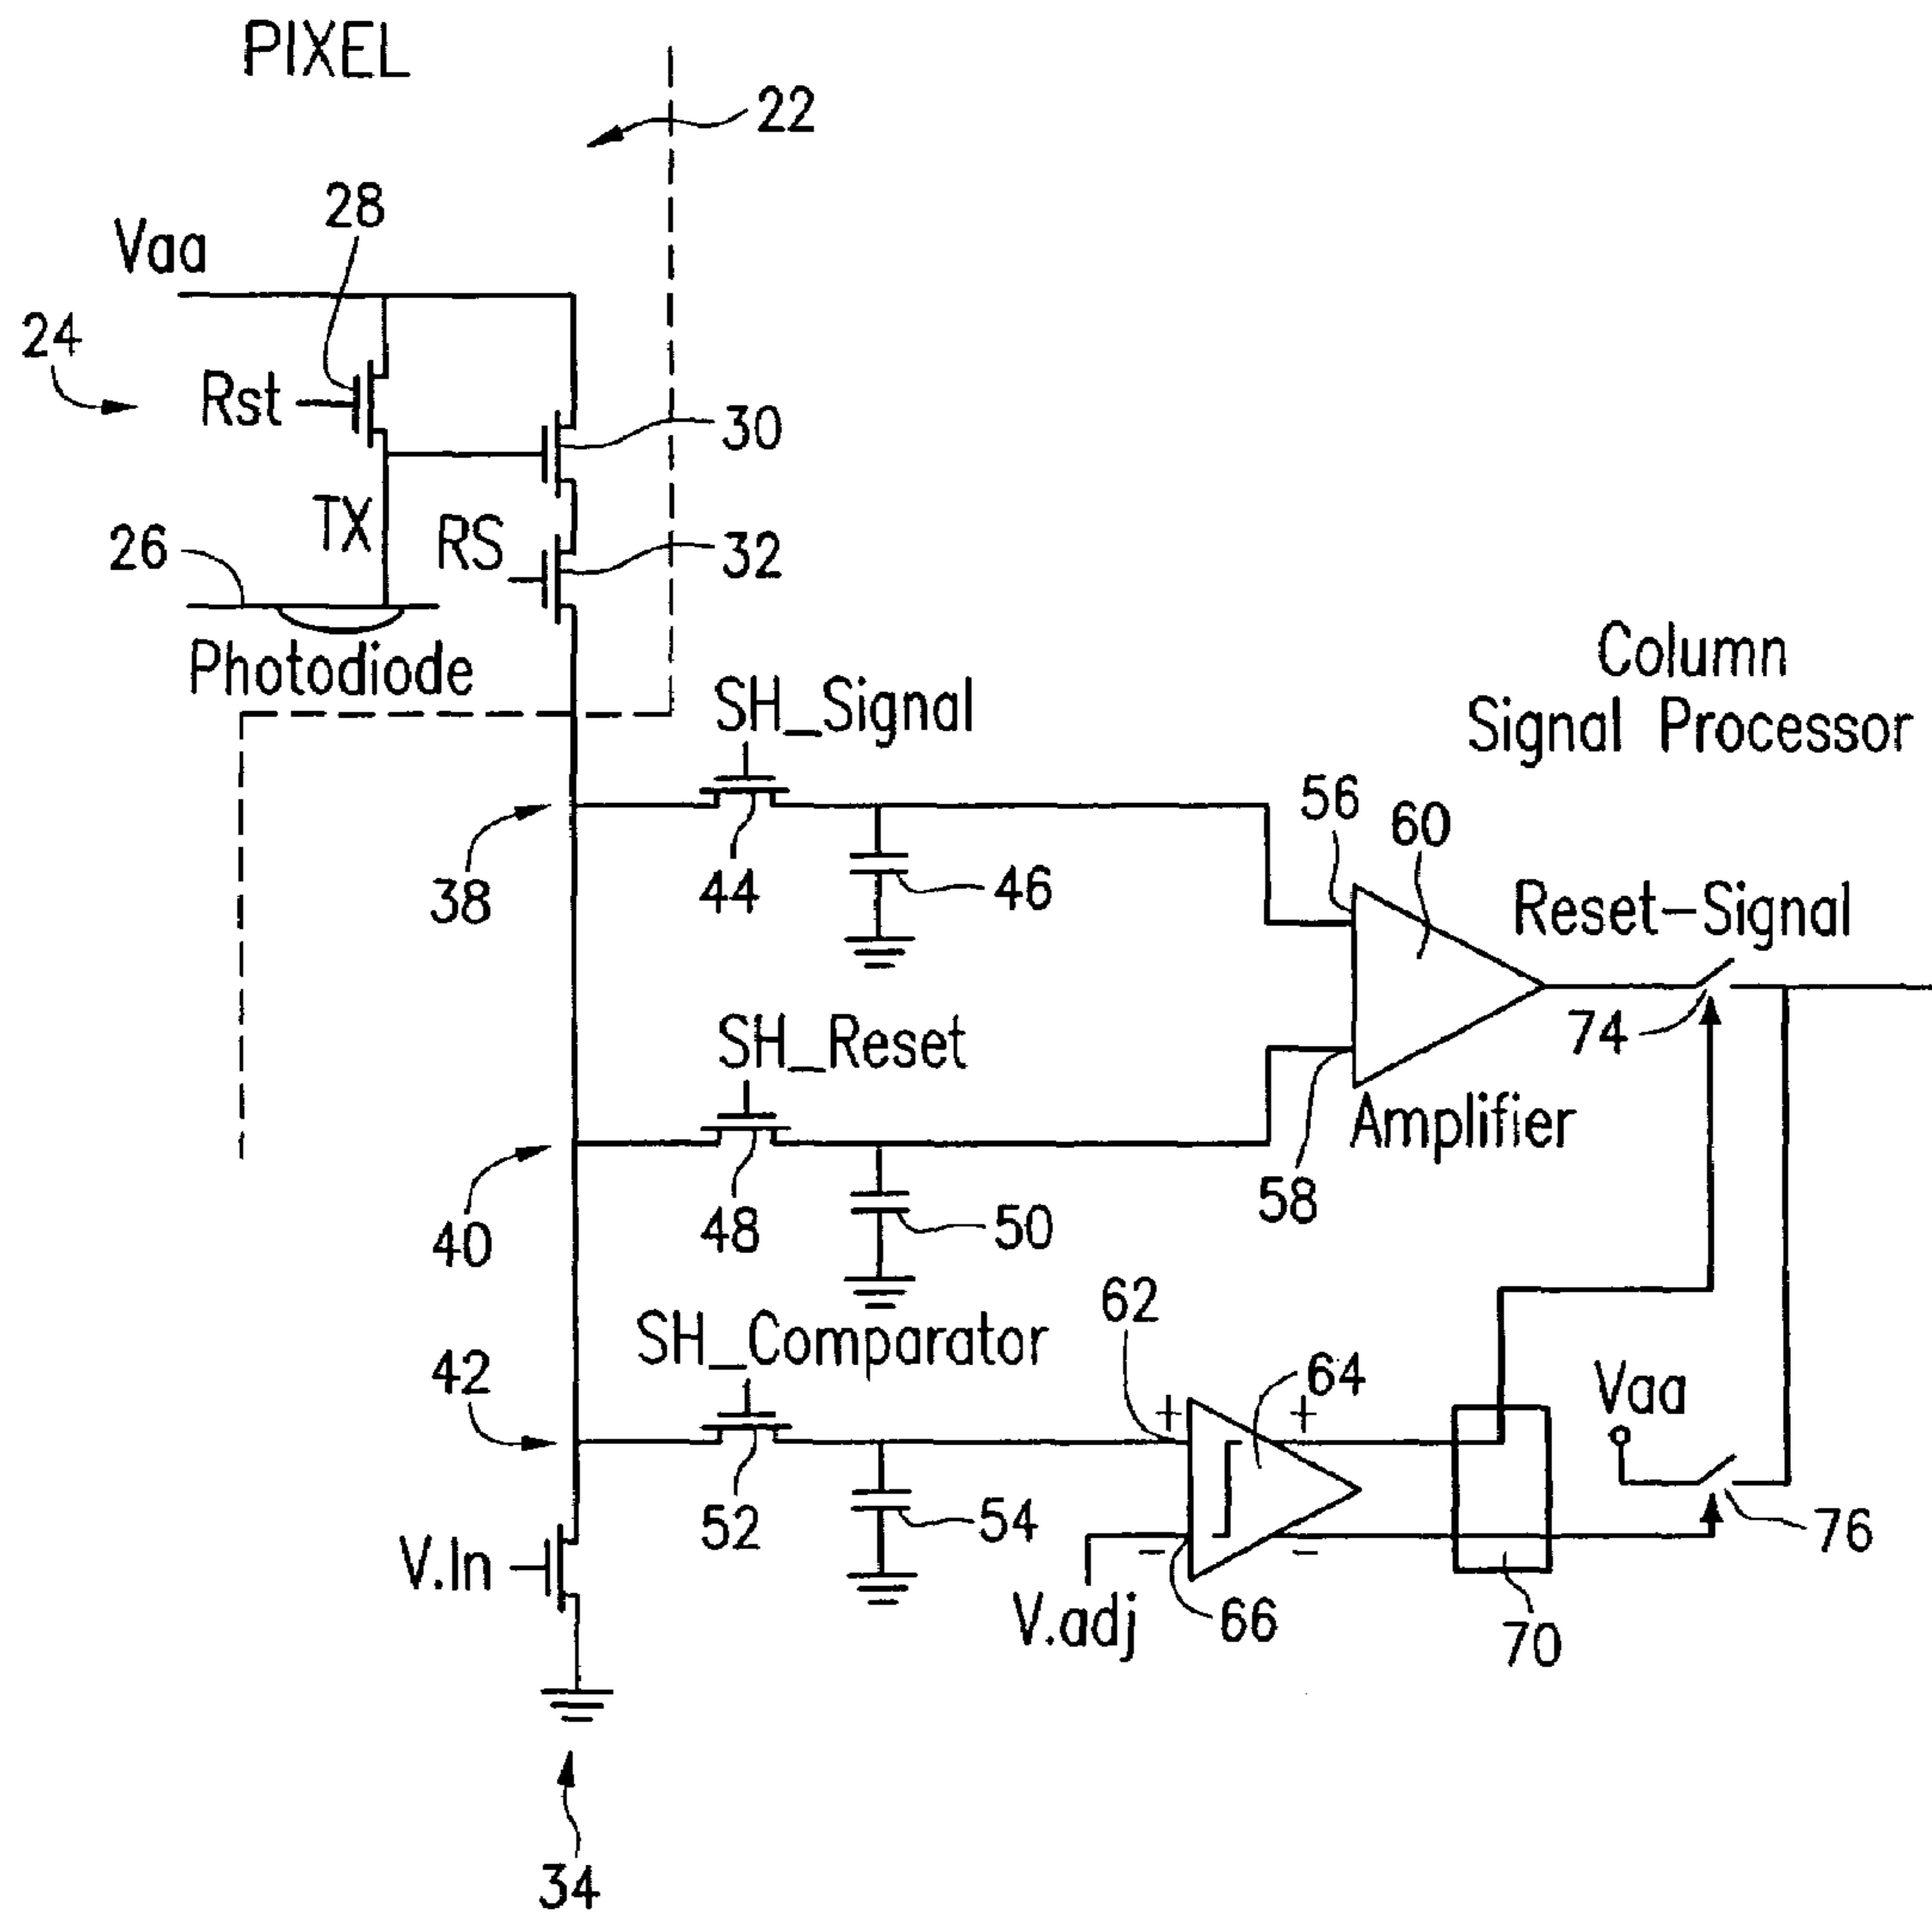 PIXEL
22
28
Vaa
24
Rst
30
TX
RS
26
32
Photodiode
Column
Signal Processor
SH_Signal
56
60
38
44
46
Reset-Signal
74
SH_Reset
Amplifier
58
40
48
50
62
SH_Comparator
42
+
+
64
Vaa
52
54
76
V.In
-
-
V.adj
66
70
34